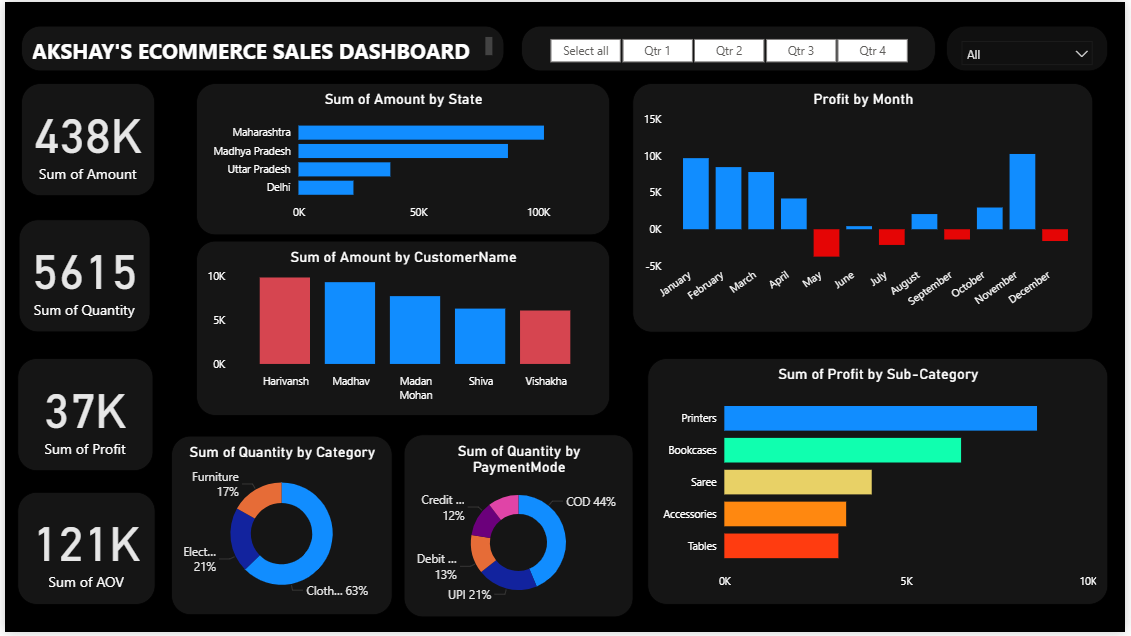 AKSHAY'S ECOMMERCE SALES DASHBOARD
Select all
Qtr 1
Qtr 2
Qtr 3
Qtr 4
All
438K
Sum of Amount
5615
Sum of Quantity
37K
Sum of Profit
121K
Sum of AOV
Sum of Amount by State
Maharashtra
Madhya Pradesh
Uttar Pradesh
Delhi
0K
50K
100K
Sum of Amount by CustomerName
10K
5K
0K
Harivansh
Madhav
Madan
Mohan
Shiva
Vishakha
Profit by Month
15K
10K
5K
0K
-5K
January
February
March
April
May
June
July
August
September
October
November
December
Sum of Quantity by Category
Furniture
17%
Elect...
21%
Cloth... 63%
Sum of Quantity by
PaymentMode
Credit ...
12%
COD 44%
Debit ...
13%
UPI 21%
Sum of Profit by Sub-Category
Printers
Bookcases
Saree
Accessories
Tables
0K
5K
10K